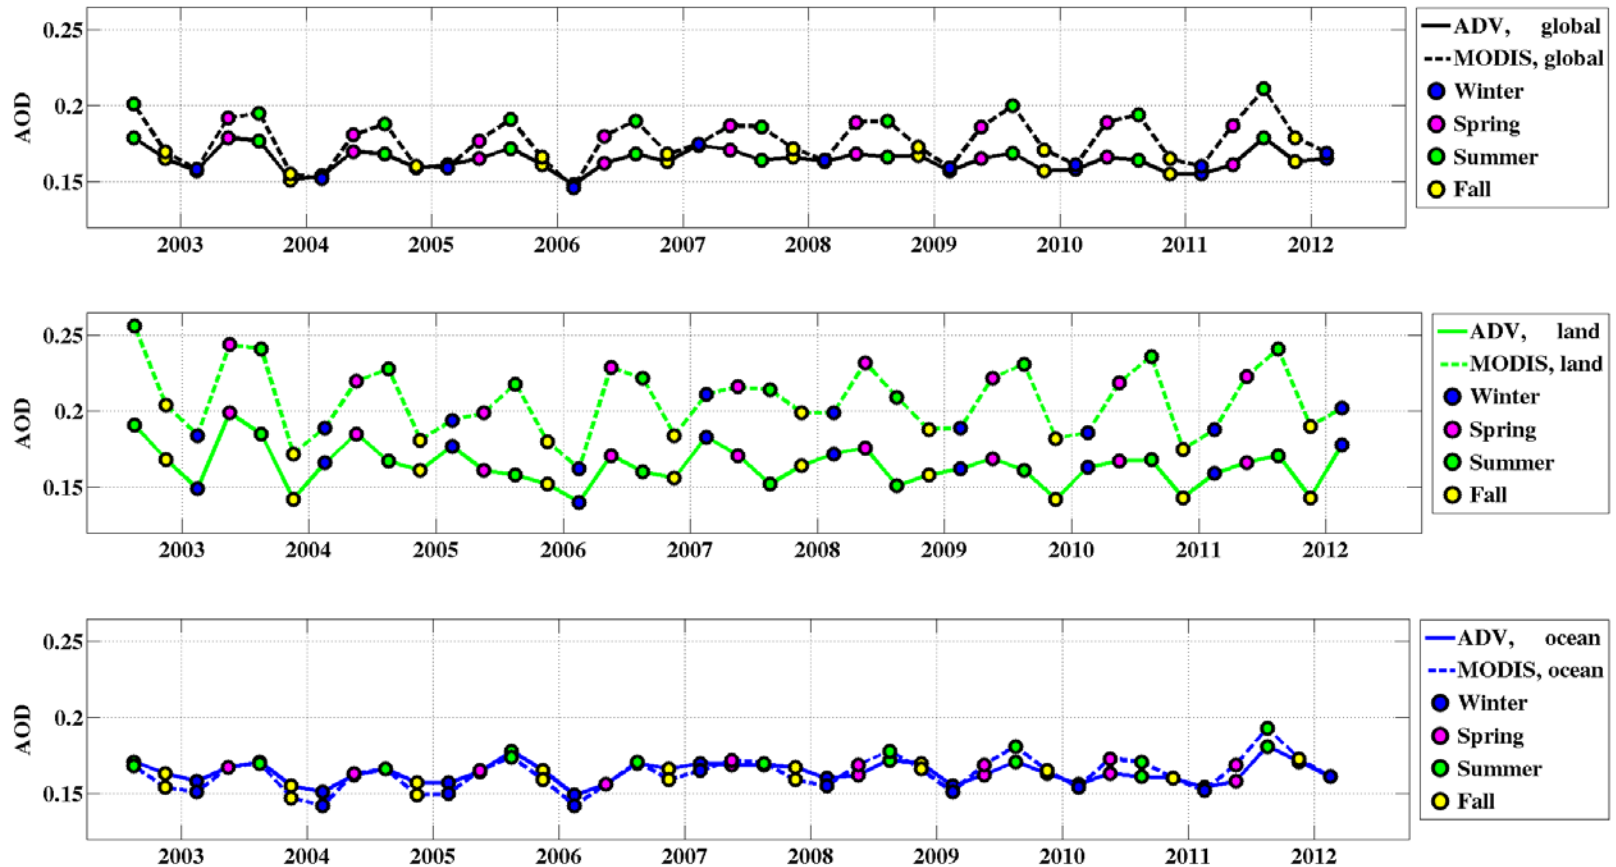 0.25
0.2
0.15
AOD
2003 2004 2005 2006 2007 2008 2009 2010 2011 2012
ADV, global
MODIS, global
Winter
Spring
Summer
Fall
0.25
0.2
0.15
AOD
2003 2004 2005 2006 2007 2008 2009 2010 2011 2012
ADV, land
MODIS, land
Winter
Spring
Summer
Fall
0.25
0.2
0.15
AOD
2003 2004 2005 2006 2007 2008 2009 2010 2011 2012
ADV, ocean
MODIS, ocean
Winter
Spring
Summer
Fall